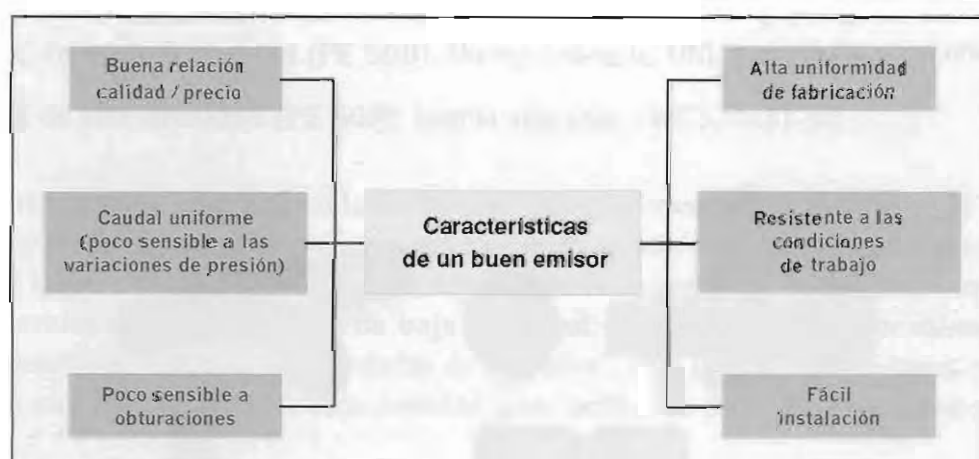 Buena relación
calidad / precio
Caudal uniforme
(poco sensible a las
variaciones de presión)
Poco sensible a
obturaciones
Características
de un buen emisor
Alta uniformidad
de fabricación
Resistente a las
condiciones
de trabajo
Fácil
instalación